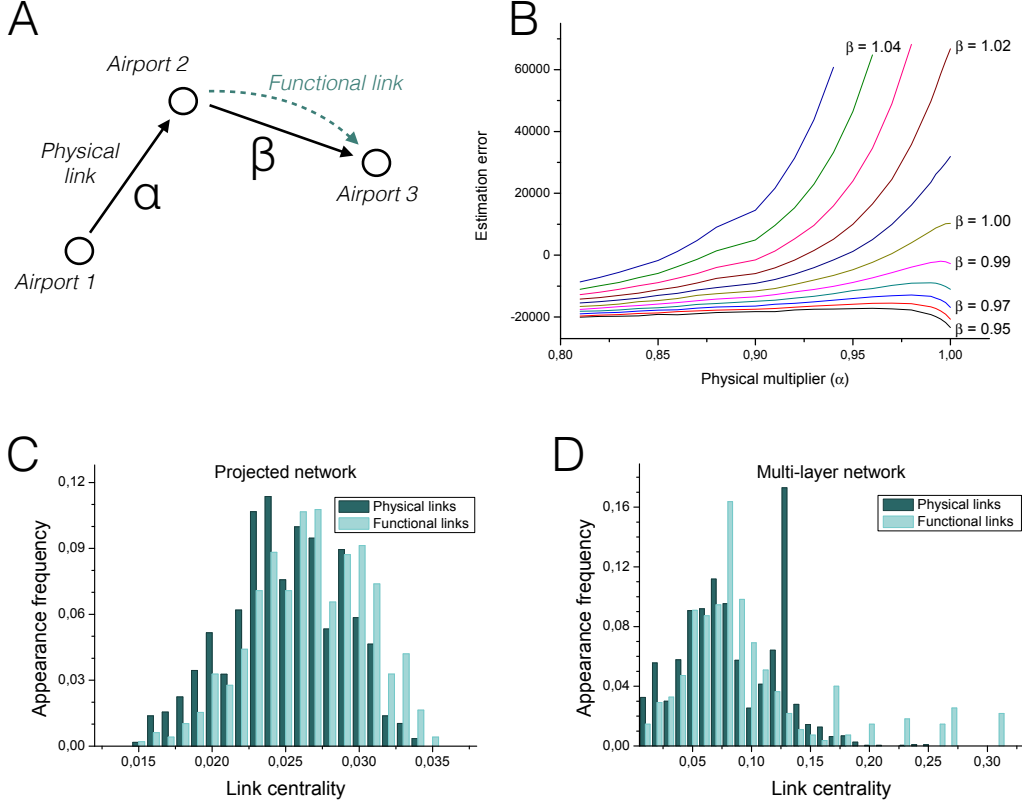 A
Airport 2
Functional link
Physical
link
α
β
Airport 3
Airport 1
B
β = 1.04
β = 1.02
β = 1.00
β = 0.99
β = 0.97
β = 0.95
60000
40000
20000
0
-20000
Estimation error
0,80
0,85
0,90
0,95
1,00
Physical multiplier (α)
C
Projected network
Physical links
Functional links
0,12
0,09
0,06
0,03
0,00
Appearance frequency
0,015
0,020
0,025
0,030
0,035
Link centrality
D
Multi-layer network
Physical links
Functional links
0,16
0,12
0,08
0,04
0,00
Appearance frequency
0,05
0,10
0,15
0,20
0,25
0,30
Link centrality